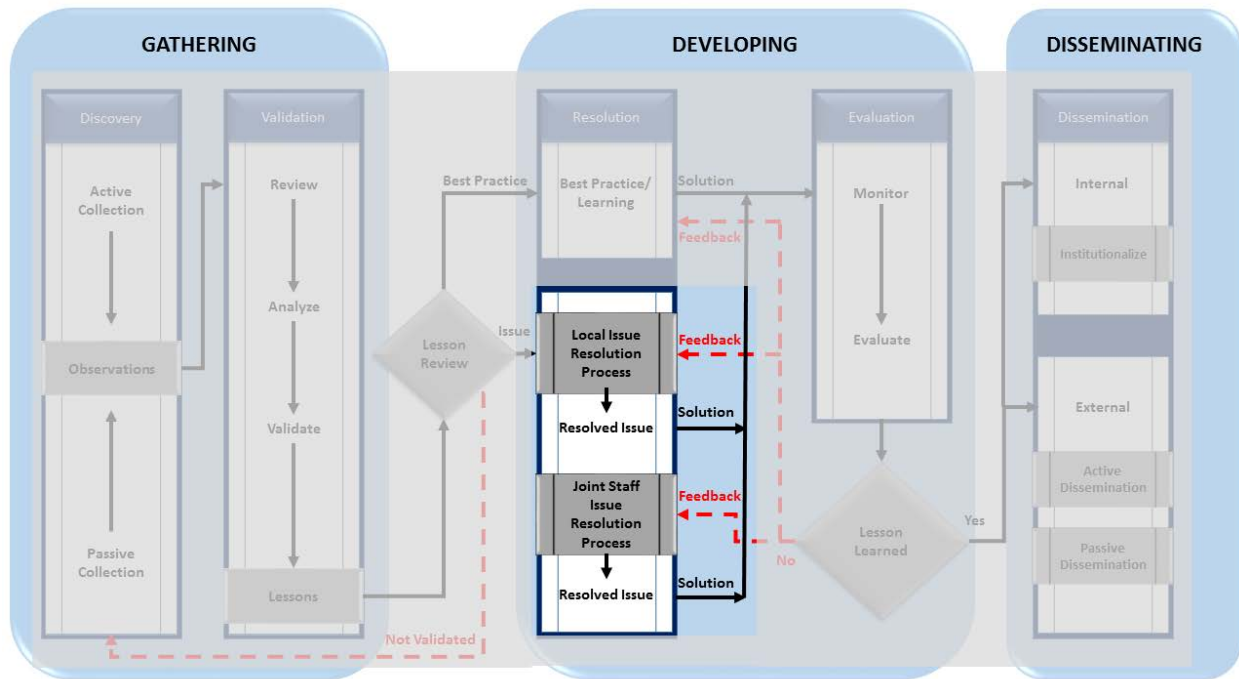 GATHERING
DEVELOPING
DISSEMINATING
Discovery
Active
Collection
Observations
Passive
Collection
Validation
Review
Analyze
Validate
Lessons
Best Practice
Lesson
Review
Issue
Not Validated
Resolution
Best Practice/
Learning
Local Issue
Resolution
Process
Resolved Issue
Joint Staff
Issue
Resolution
Process
Resolved Issue
Solution
Feedback
Feedback
Solution
Feedback
Solution
Evaluation
Monitor
Evaluate
Lesson
Learned
No
Yes
Dissemination
Internal
Institutionalize
External
Active
Dissemination
Passive
Dissemination